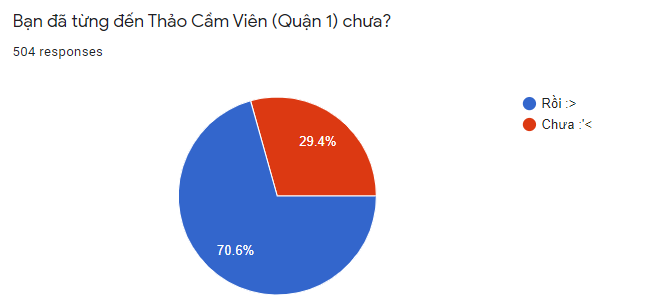 Bạn đã từng đến Thảo Cầm Viên (Quận 1) chưa?
504 responses
Rồi :>
Chưa :'<
29.4%
70.6%